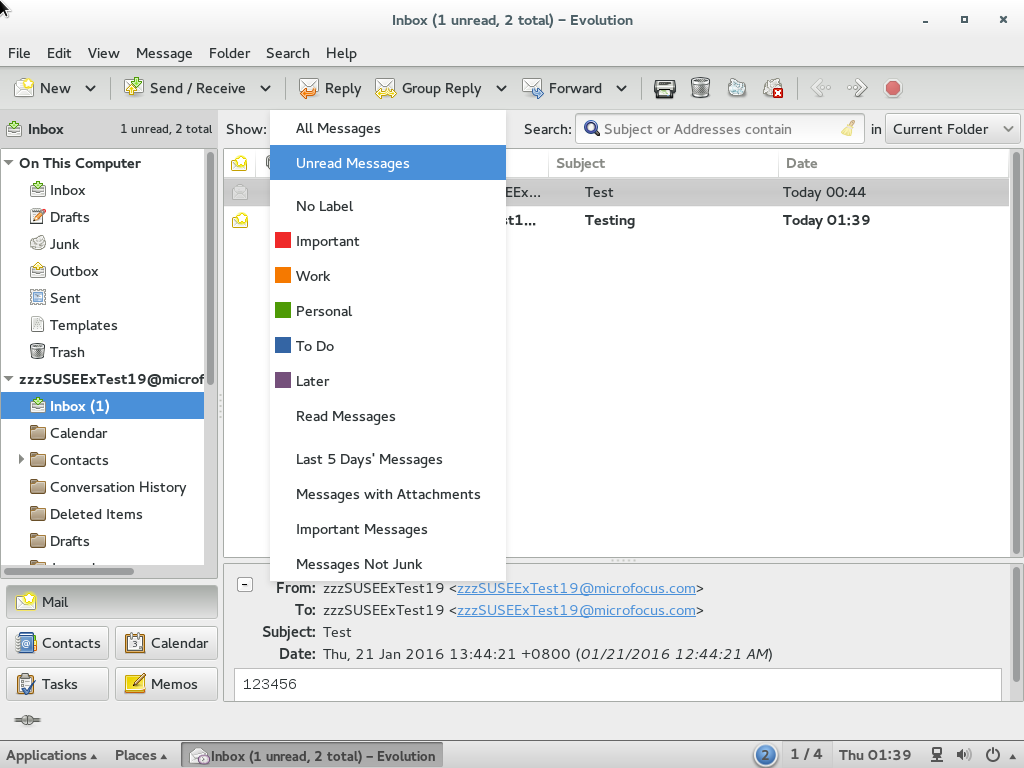 Inbox (1 unread, 2 total) – Evolution
File Edit View Message Folder Search Help
New Send / Receive Reply Group Reply Forward
Inbox 1 unread, 2 total Show: Search: Subject or Addresses contain in Current Folder
All Messages
Unread Messages
No Label
Important
Work
Personal
To Do
Later
Read Messages
Last 5 Days' Messages
Messages with Attachments
Important Messages
Messages Not Junk
Subject Date
EEx... Test Today 00:44
st1... Testing Today 01:39
On This Computer
Inbox
Drafts
Junk
Outbox
Sent
Templates
Trash
zzzSUSEExTest19@microf
Inbox (1)
Calendar
Contacts
Conversation History
Deleted Items
Drafts
Mail
Contacts Calendar
Tasks Memos
From: zzzSUSEExTest19 <zzzSUSEExTest19@microfocus.com>
To: zzzSUSEExTest19 <zzzSUSEExTest19@microfocus.com>
Subject: Test
Date: Thu, 21 Jan 2016 13:44:21 +0800 (01/21/2016 12:44:21 AM)
123456
Applications Places Inbox (1 unread, 2 total) – Evolution 2 1 / 4 Thu 01:39